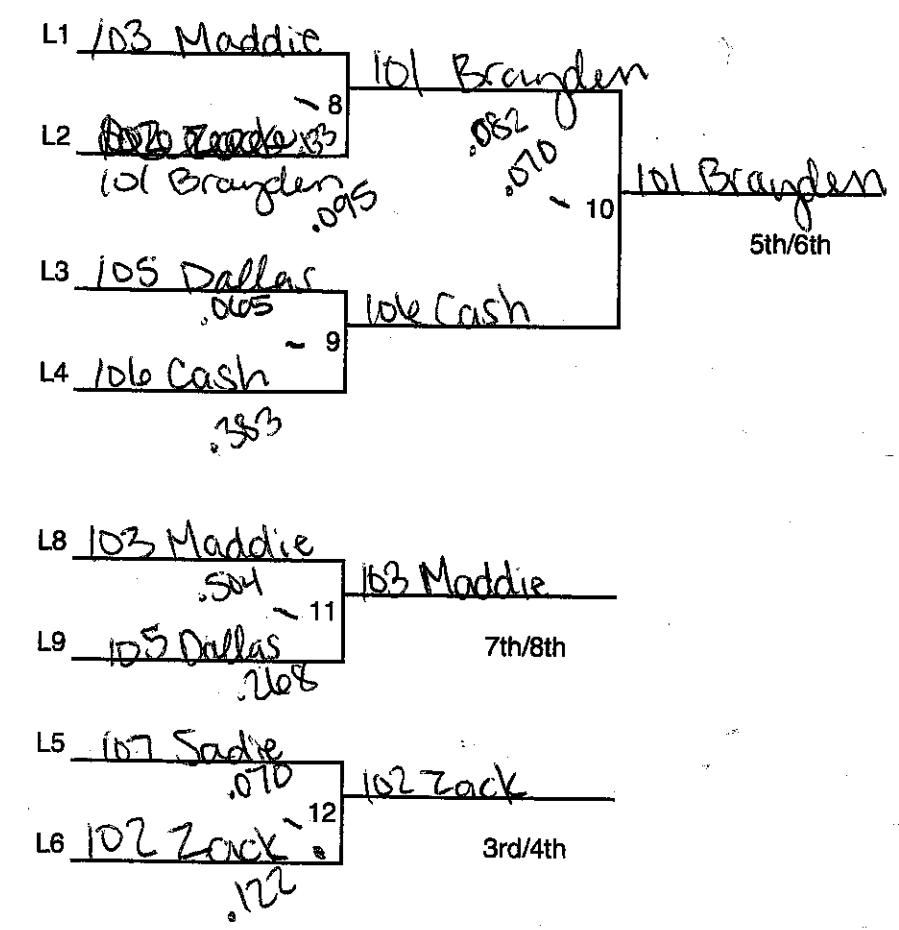 L1 103 Maddie
101 Brayden
8
.082
L2 .133
.070
101 Brayden
101 Brayden
.095
10
5th/6th
L3 105 Dallas
.065
106 Cash
9
L4 106 Cash
.383
L8 103 Maddie
.504
103 Maddie
11
L9 105 Dallas
7th/8th
.268
L5 107 Sadie
.070
102 Zack
12
L6 102 Zack
3rd/4th
.122